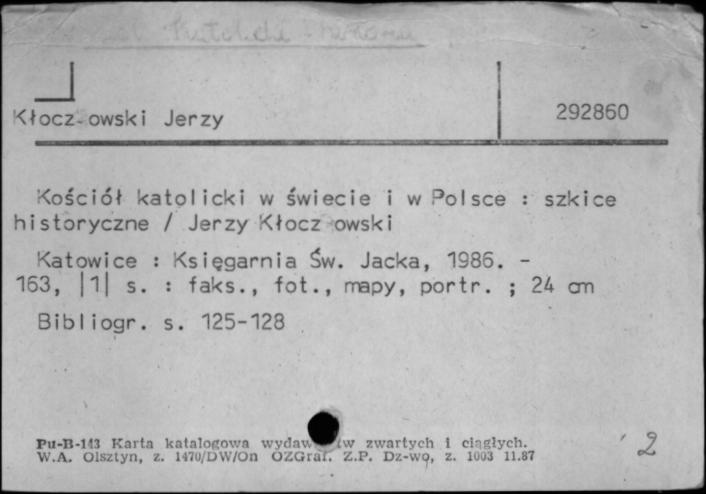 Kłocz owski Jerzy
292860
Kościół katolicki w świecie i w Polsce : szkice
historyczne / Jerzy Kłocz owski
Katowice : Księgarnia Św. Jacka, 1986. -
163, |1| s. : faks., fot., mapy, portr. ; 24 cm
Bibliogr. s. 125-128
Pu-B-143 Karta katalogowa wydaw tw zwartych i ciągłych.
W.A. Olsztyn, z. 1470/DW/On OZGraf. Z.P. Dz-wo, z. 1003 11.87
2